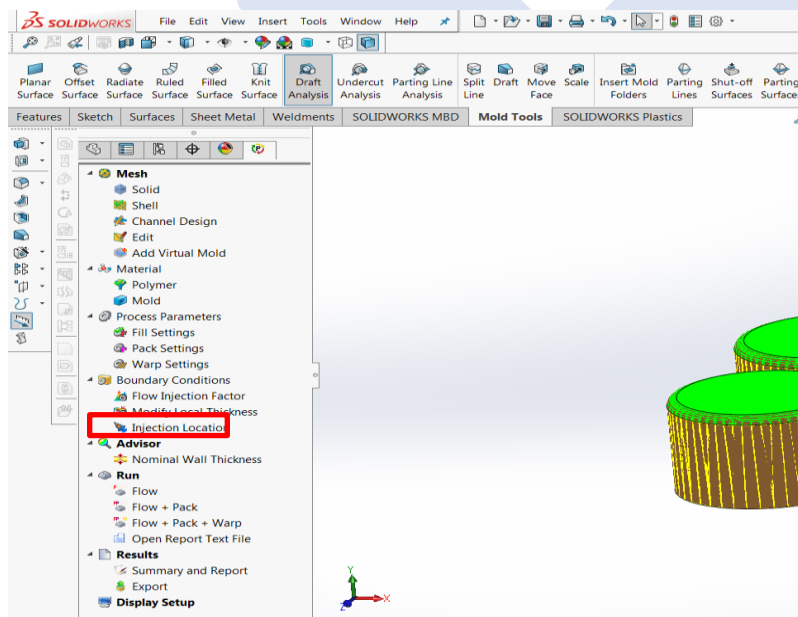 SOLIDWORKS File Edit View Insert Tools Window Help
Planar Surface Offset Surface Radiate Surface Ruled Surface Filled Surface Knit Surface Draft Analysis Undercut Analysis Parting Line Analysis Split Line Draft Move Face Scale Insert Mold Folders Parting Lines Shut-off Surfaces Parting Surface
Features Sketch Surfaces Sheet Metal Weldments SOLIDWORKS MBD Mold Tools SOLIDWORKS Plastics
Mesh
Solid
Shell
Channel Design
Edit
Add Virtual Mold
Material
Polymer
Mold
Process Parameters
Fill Settings
Pack Settings
Warp Settings
Boundary Conditions
Flow Injection Factor
Modify Local Thickness
Injection Location
Advisor
Nominal Wall Thickness
Run
Flow
Flow + Pack
Flow + Pack + Warp
Open Report Text File
Results
Summary and Report
Export
Display Setup
Y
X
Z